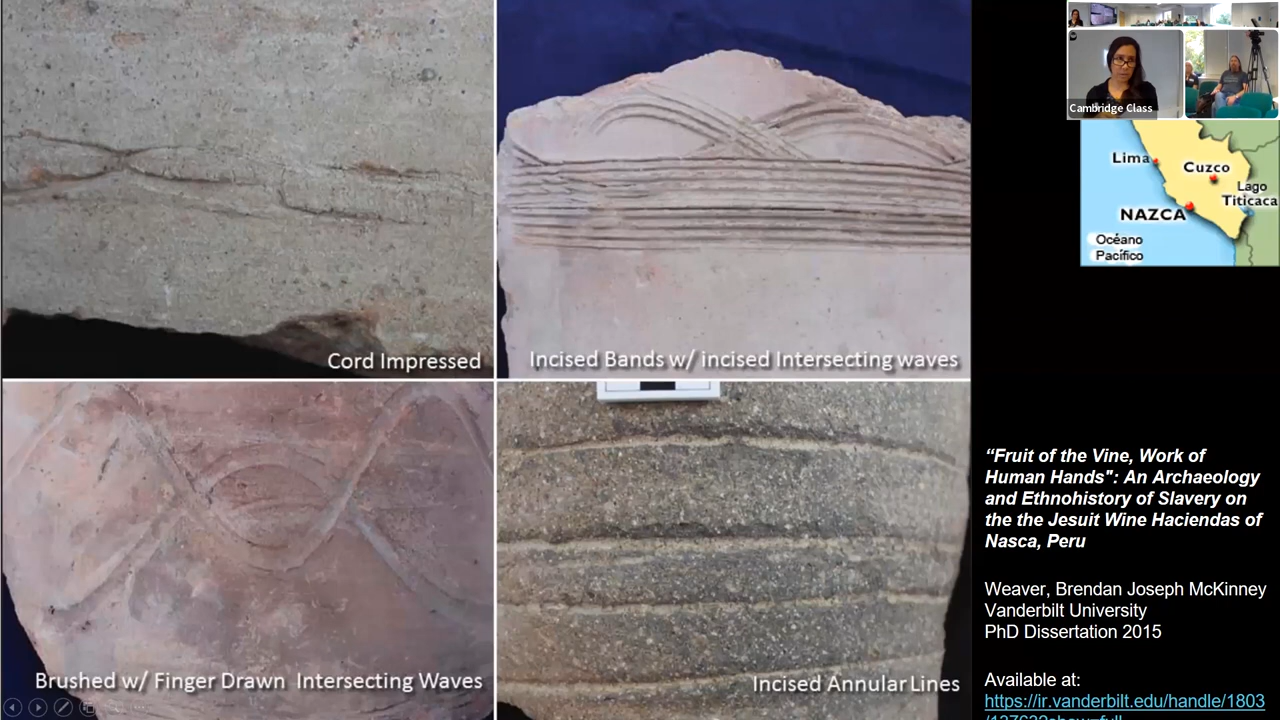 Cord Impressed
Incised Bands w/ incised Intersecting waves
Brushed w/ Finger Drawn Intersecting Waves
Incised Annular Lines
Cambridge Class
Lima
Cuzco
Lago
Titicaca
NAZCA
Océano
Pacífico
“Fruit of the Vine, Work of
Human Hands": An Archaeology
and Ethnohistory of Slavery on
the the Jesuit Wine Haciendas of
Nasca, Peru
Weaver, Brendan Joseph McKinney
Vanderbilt University
PhD Dissertation 2015
Available at:
https://ir.vanderbilt.edu/handle/1803